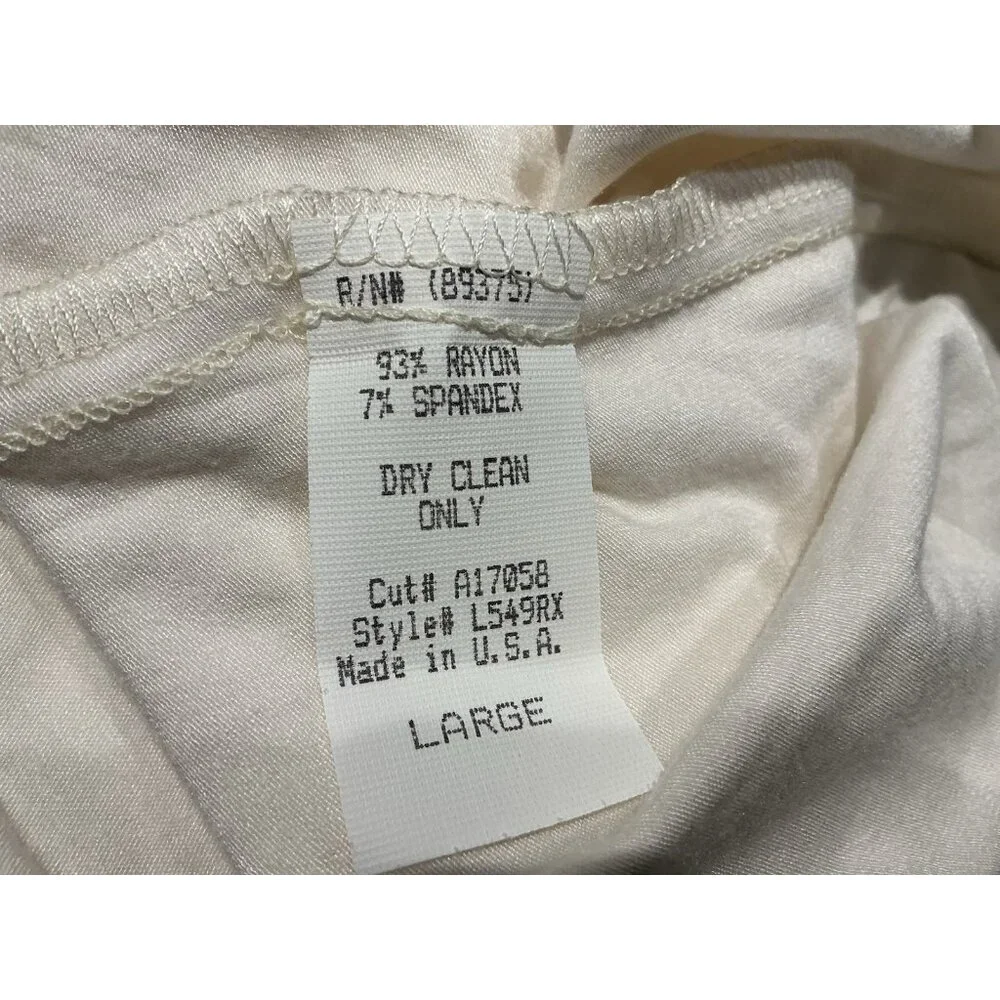 R/N# (89375)
93% RAYON
7% SPANDEX
DRY CLEAN
ONLY
Cut# A17058
Style# L549RX
Made in U.S.A.
LARGE